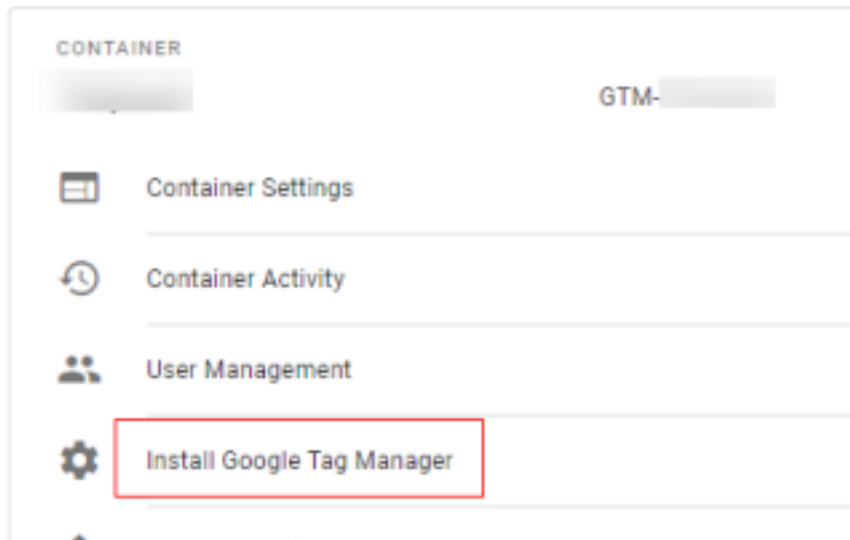 CONTAINER
GTM-
Container Settings
Container Activity
User Management
Install Google Tag Manager